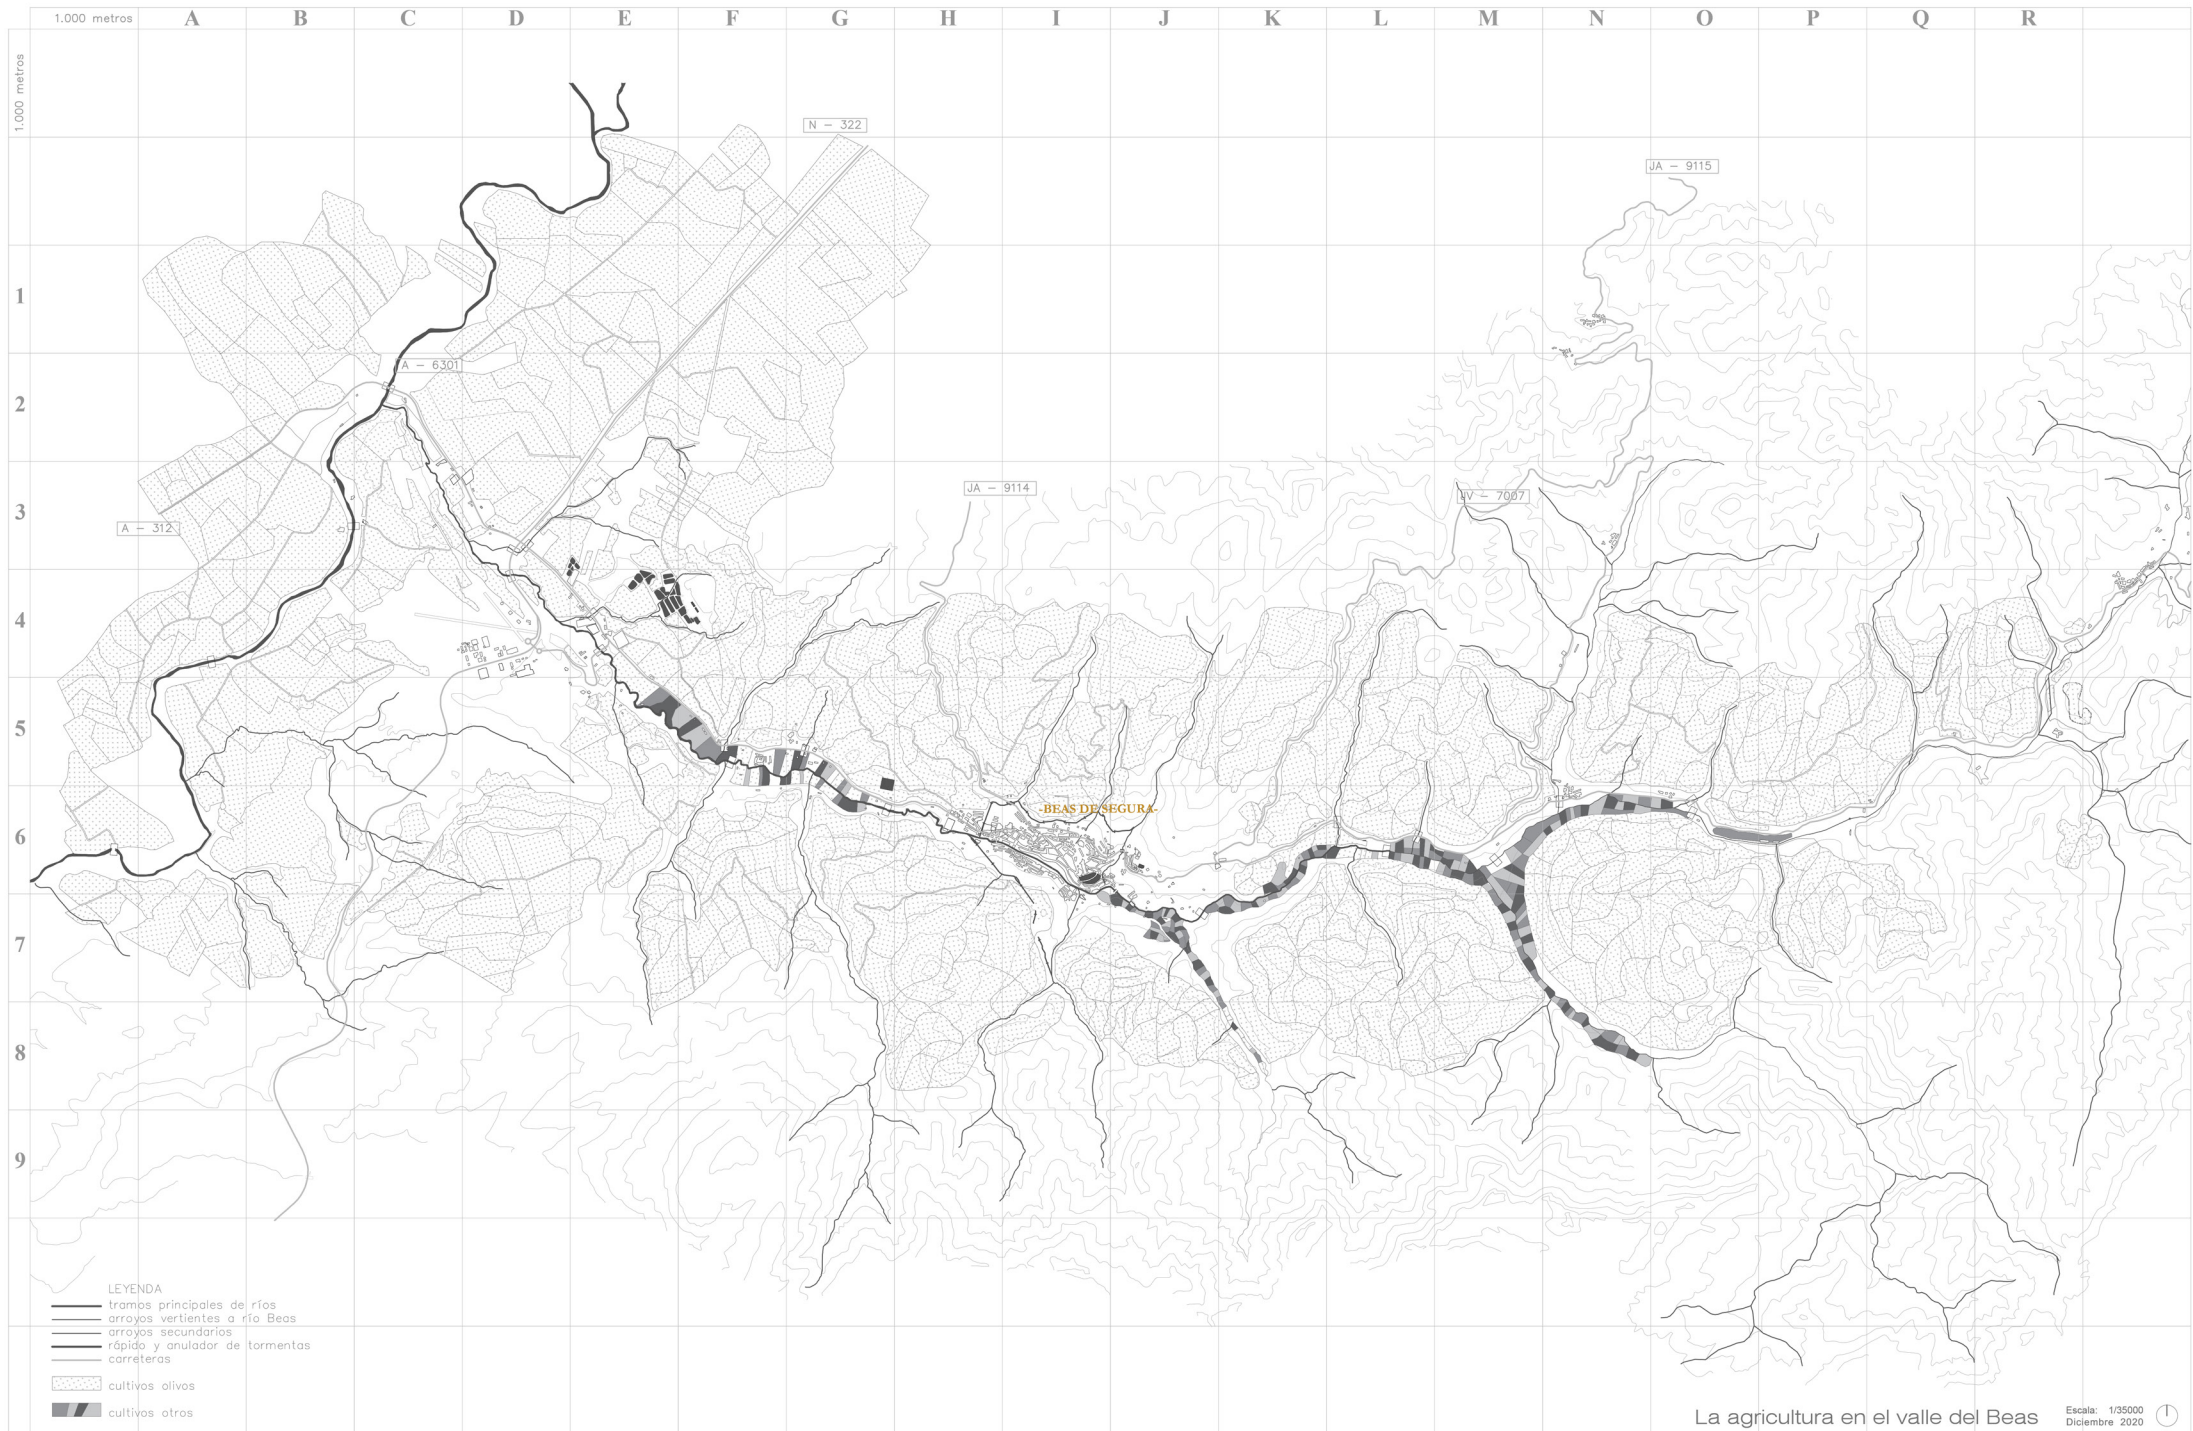 1.000 metros
A B C D E F G H I J K L M N O P Q R
1.000 metros
N - 322
JA - 9115
1
A - 6301
2
JA - 9114
JV - 7007
3
A - 312
4
5
-BEAS DE SEGURA-
6
7
8
9
LEYENDA
tramos principales de ríos
arroyos vertientes a río Beas
arroyos secundarios
rápido y anulador de tormentas
carreteras
cultivos olivos
cultivos otros
La agricultura en el valle del Beas
Escala: 1/35000
Diciembre 2020